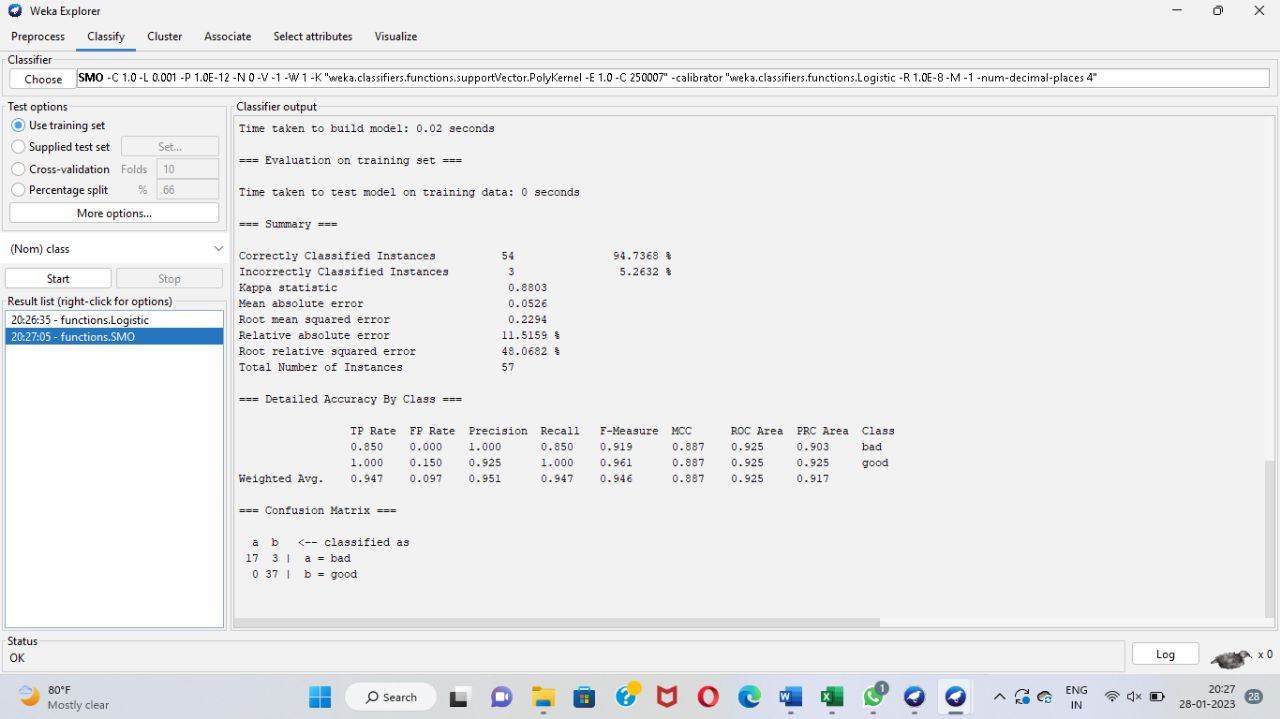 Weka Explorer
Preprocess Classify Cluster Associate Select attributes Visualize
Classifier
Choose SMO -C 1.0 -L 0.001 -P 1.0E-12 -N 0 -V -1 -W 1 -K "weka.classifiers.functions.supportVector.PolyKernel -E 1.0 -C 250007" -calibrator "weka.classifiers.functions.Logistic -R 1.0E-8 -M -1 -num-decimal-places 4"
Test options
Use training set
Supplied test set Set...
Cross-validation Folds 10
Percentage split % 66
More options...
(Nom) class
Start Stop
Result list (right-click for options)
20:26:35 - functions.Logistic
20:27:05 - functions.SMO
Classifier output
Time taken to build model: 0.02 seconds
=== Evaluation on training set ===
Time taken to test model on training data: 0 seconds
=== Summary ===
Correctly Classified Instances 54 94.7368 %
Incorrectly Classified Instances 3 5.2632 %
Kappa statistic 0.8803
Mean absolute error 0.0526
Root mean squared error 0.2294
Relative absolute error 11.5159 %
Root relative squared error 48.0682 %
Total Number of Instances 57
=== Detailed Accuracy By Class ===
TP Rate FP Rate Precision Recall F-Measure MCC ROC Area PRC Area Class
0.850 0.000 1.000 0.850 0.919 0.887 0.925 0.903 bad
1.000 0.150 0.925 1.000 0.961 0.887 0.925 0.925 good
Weighted Avg. 0.947 0.097 0.951 0.947 0.946 0.887 0.925 0.917
=== Confusion Matrix ===
a b <-- classified as
17 3 | a = bad
0 37 | b = good
Status
OK
Log x 0
80°F
Mostly clear
Search
1
ENG
IN
20:27
28-01-2023
28